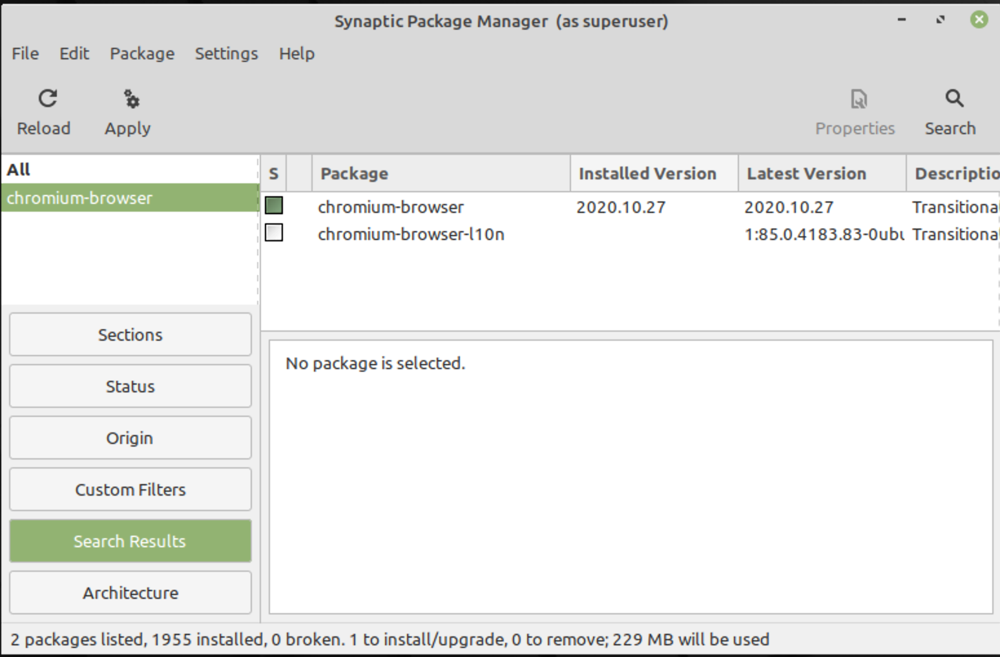 Synaptic Package Manager (as superuser)
File Edit Package Settings Help
Reload Apply Properties Search
All
chromium-browser
S Package Installed Version Latest Version Descriptio
chromium-browser 2020.10.27 2020.10.27 Transitiona
chromium-browser-l10n 1:85.0.4183.83-0ubu Transitiona
No package is selected.
Sections
Status
Origin
Custom Filters
Search Results
Architecture
2 packages listed, 1955 installed, 0 broken. 1 to install/upgrade, 0 to remove; 229 MB will be used